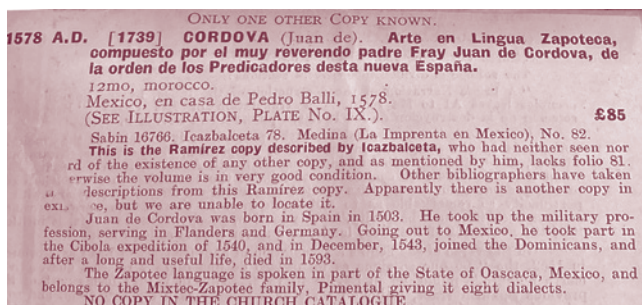 ONLY ONE OTHER COPY KNOWN.
1578 A.D. [1739] CORDOVA (Juan de). Arte en Lingua Zapoteca,
compuesto por el muy reverendo padre Fray Juan de Cordova, de
la orden de los Predicadores desta nueva España.
12mo, morocco.
Mexico, en casa de Pedro Balli, 1578.
(SEE ILLUSTRATION, PLATE No. IX.). £85
Sabin 16766. Icazbalceta 78. Medina (La Imprenta en Mexico), No. 82.
This is the Ramírez copy described by Icazbalceta, who had neither seen nor
rd of the existence of any other copy, and as mentioned by him, lacks folio 81.
erwise the volume is in very good condition. Other bibliographers have taken
descriptions from this Ramírez copy. Apparently there is another copy in
but we are unable to locate it.
Juan de Cordova was born in Spain in 1503. He took up the military pro-
fession, serving in Flanders and Germany. Going out to Mexico, he took part in
the Cibola expedition of 1540, and in December, 1543, joined the Dominicans, and
after a long and useful life, died in 1593.
The Zapotec language is spoken in part of the State of Oascaca, Mexico, and
belongs to the Mixtec-Zapotec family, Pimental giving it eight dialects.
NO COPY IN THE CHURCH CATALOGUE